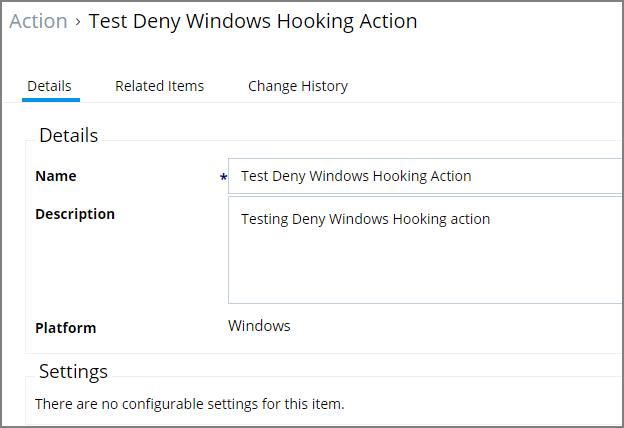 Action › Test Deny Windows Hooking Action
Details Related Items Change History
Details
Name * Test Deny Windows Hooking Action
Description Testing Deny Windows Hooking action
Platform Windows
Settings
There are no configurable settings for this item.